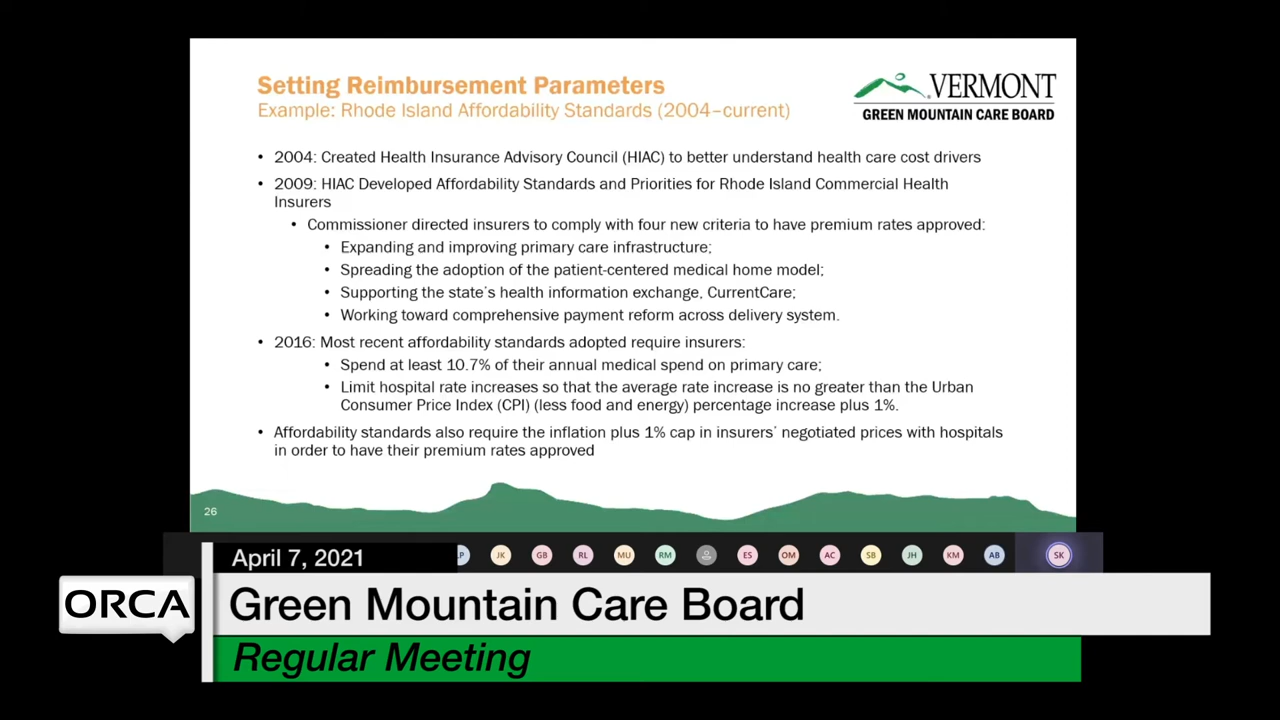 Setting Reimbursement Parameters
Example: Rhode Island Affordability Standards (2004–current)
VERMONT
GREEN MOUNTAIN CARE BOARD
• 2004: Created Health Insurance Advisory Council (HIAC) to better understand health care cost drivers
• 2009: HIAC Developed Affordability Standards and Priorities for Rhode Island Commercial Health
Insurers
• Commissioner directed insurers to comply with four new criteria to have premium rates approved:
• Expanding and improving primary care infrastructure;
• Spreading the adoption of the patient-centered medical home model;
• Supporting the state's health information exchange, CurrentCare;
• Working toward comprehensive payment reform across delivery system.
• 2016: Most recent affordability standards adopted require insurers:
• Spend at least 10.7% of their annual medical spend on primary care;
• Limit hospital rate increases so that the average rate increase is no greater than the Urban
Consumer Price Index (CPI) (less food and energy) percentage increase plus 1%.
• Affordability standards also require the inflation plus 1% cap in insurers' negotiated prices with hospitals
in order to have their premium rates approved
26
April 7, 2021
P JK GB RL MU RM ES OM AC SB JH KM AB SK
ORCA
Green Mountain Care Board
Regular Meeting